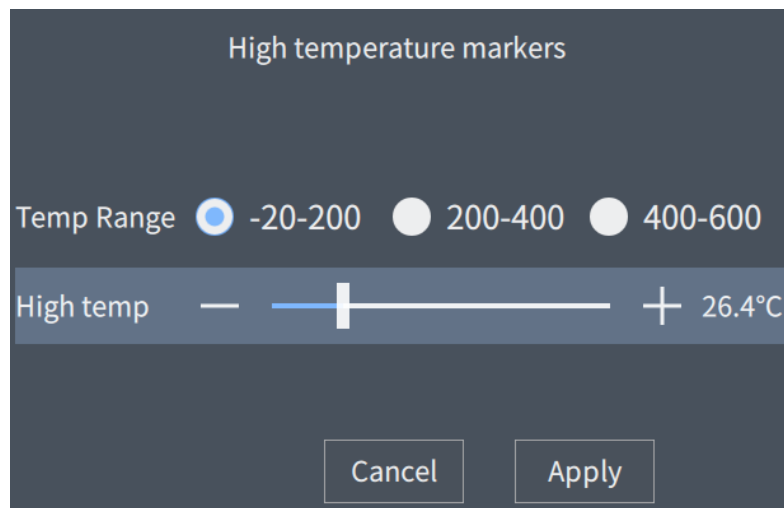 High temperature markers
Temp Range -20-200 200-400 400-600
High temp 26.4°C
Cancel Apply